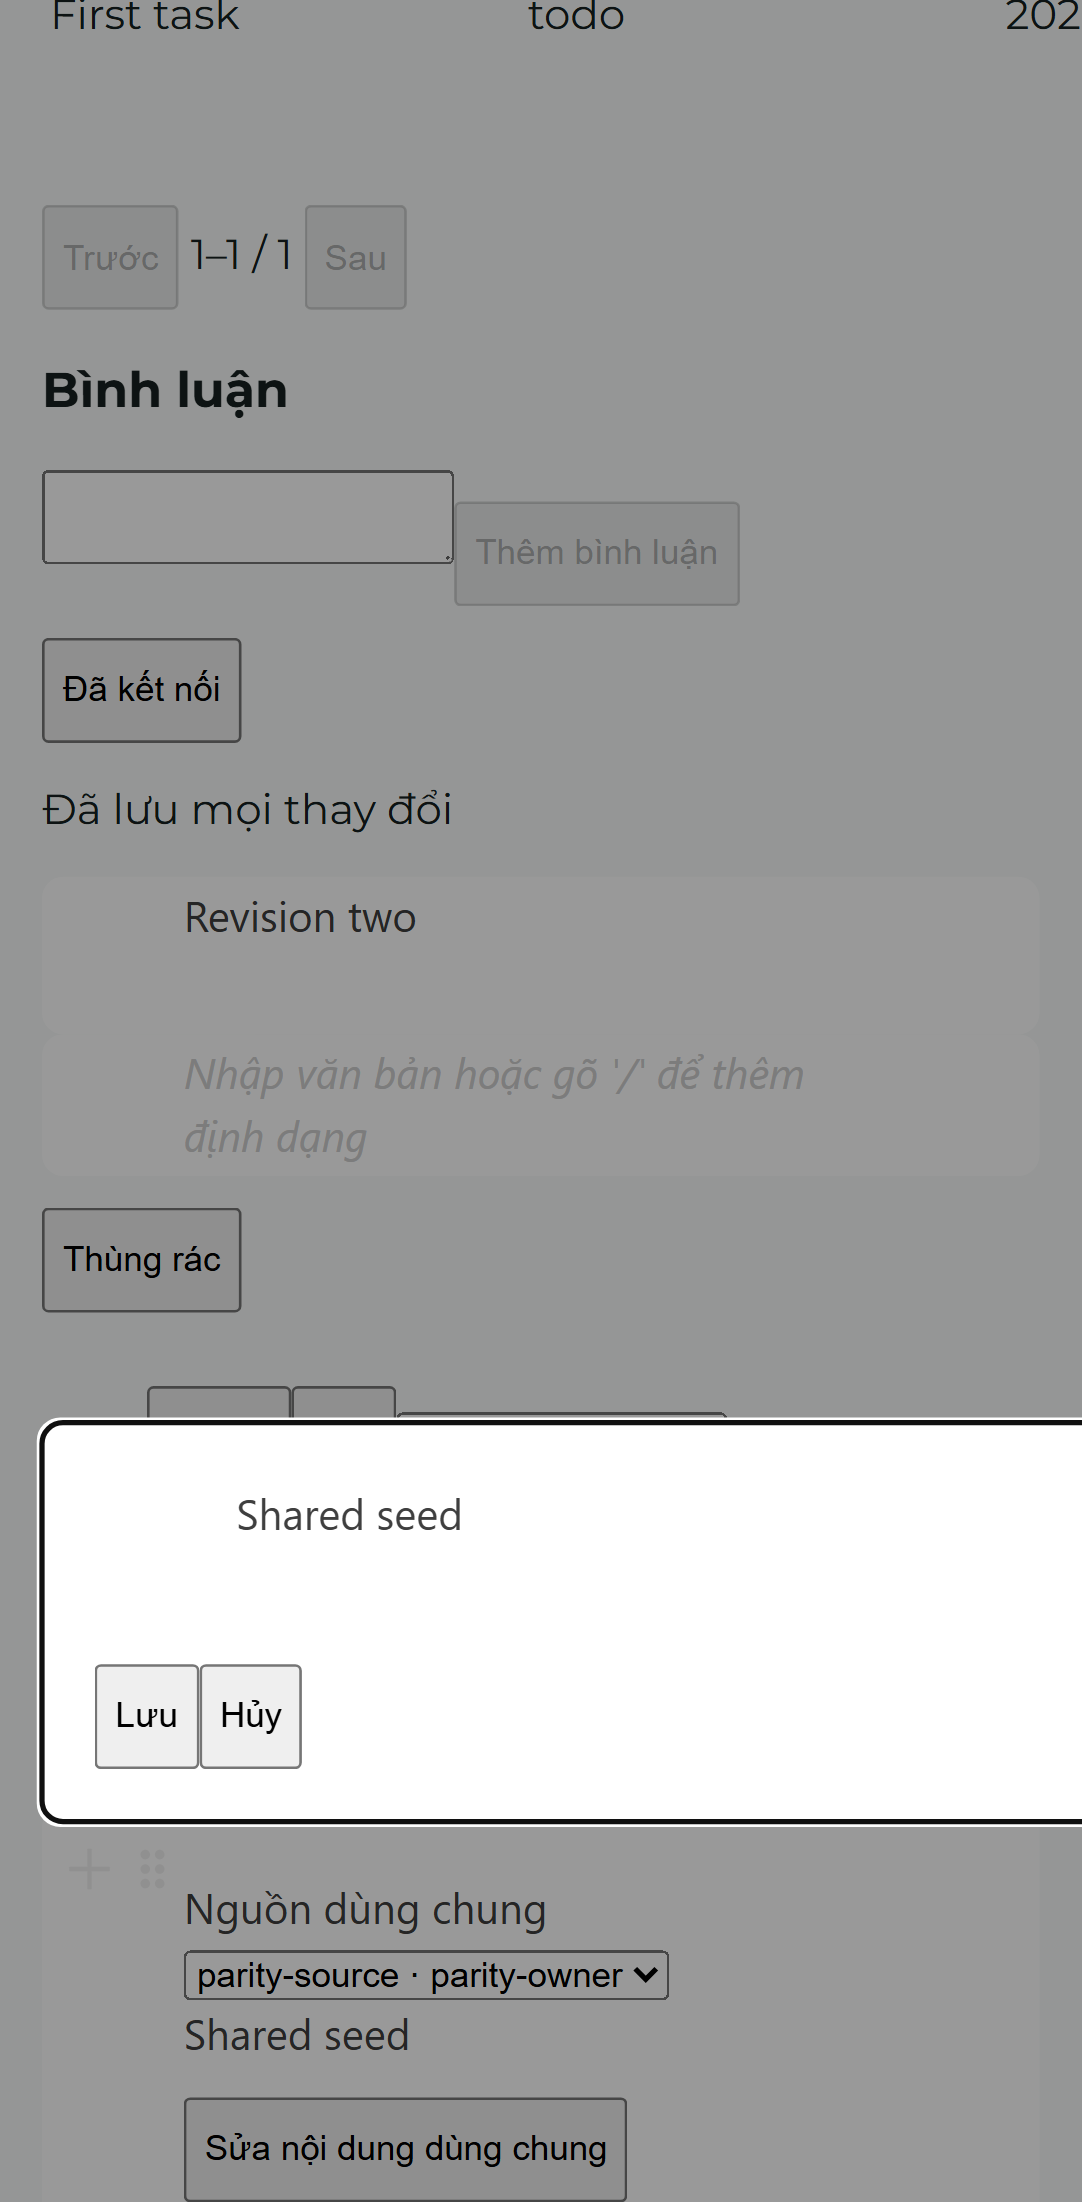 First task todo 202
Trước 1–1 / 1 Sau
Bình luận
Thêm bình luận
Đã kết nối
Đã lưu mọi thay đổi
Revision two
Nhập văn bản hoặc gõ '/' để thêm
định dạng
Thùng rác
Shared seed
Lưu Hủy
Nguồn dùng chung
parity-source · parity-owner
Shared seed
Sửa nội dung dùng chung